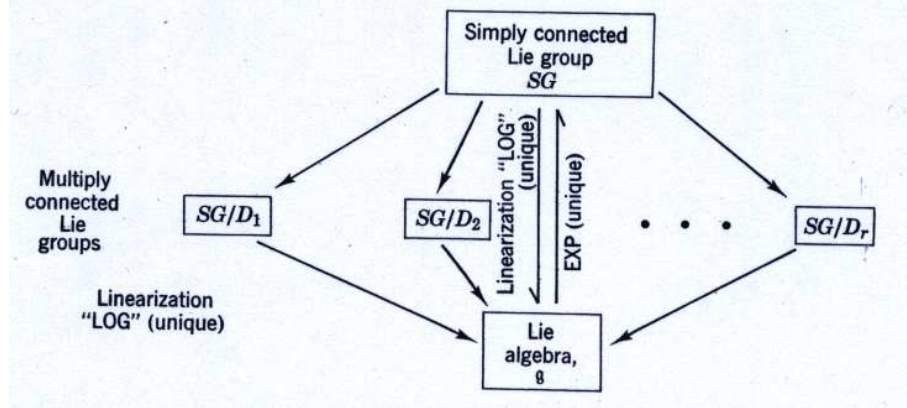 Simply connected
Lie group
SG
Linearization "LOG"
(unique)
EXP (unique)
Multiply
connected
Lie
groups
SG/D₁
SG/D₂
• • •
SG/Dᵣ
Linearization
"LOG" (unique)
Lie
algebra,
𝔤